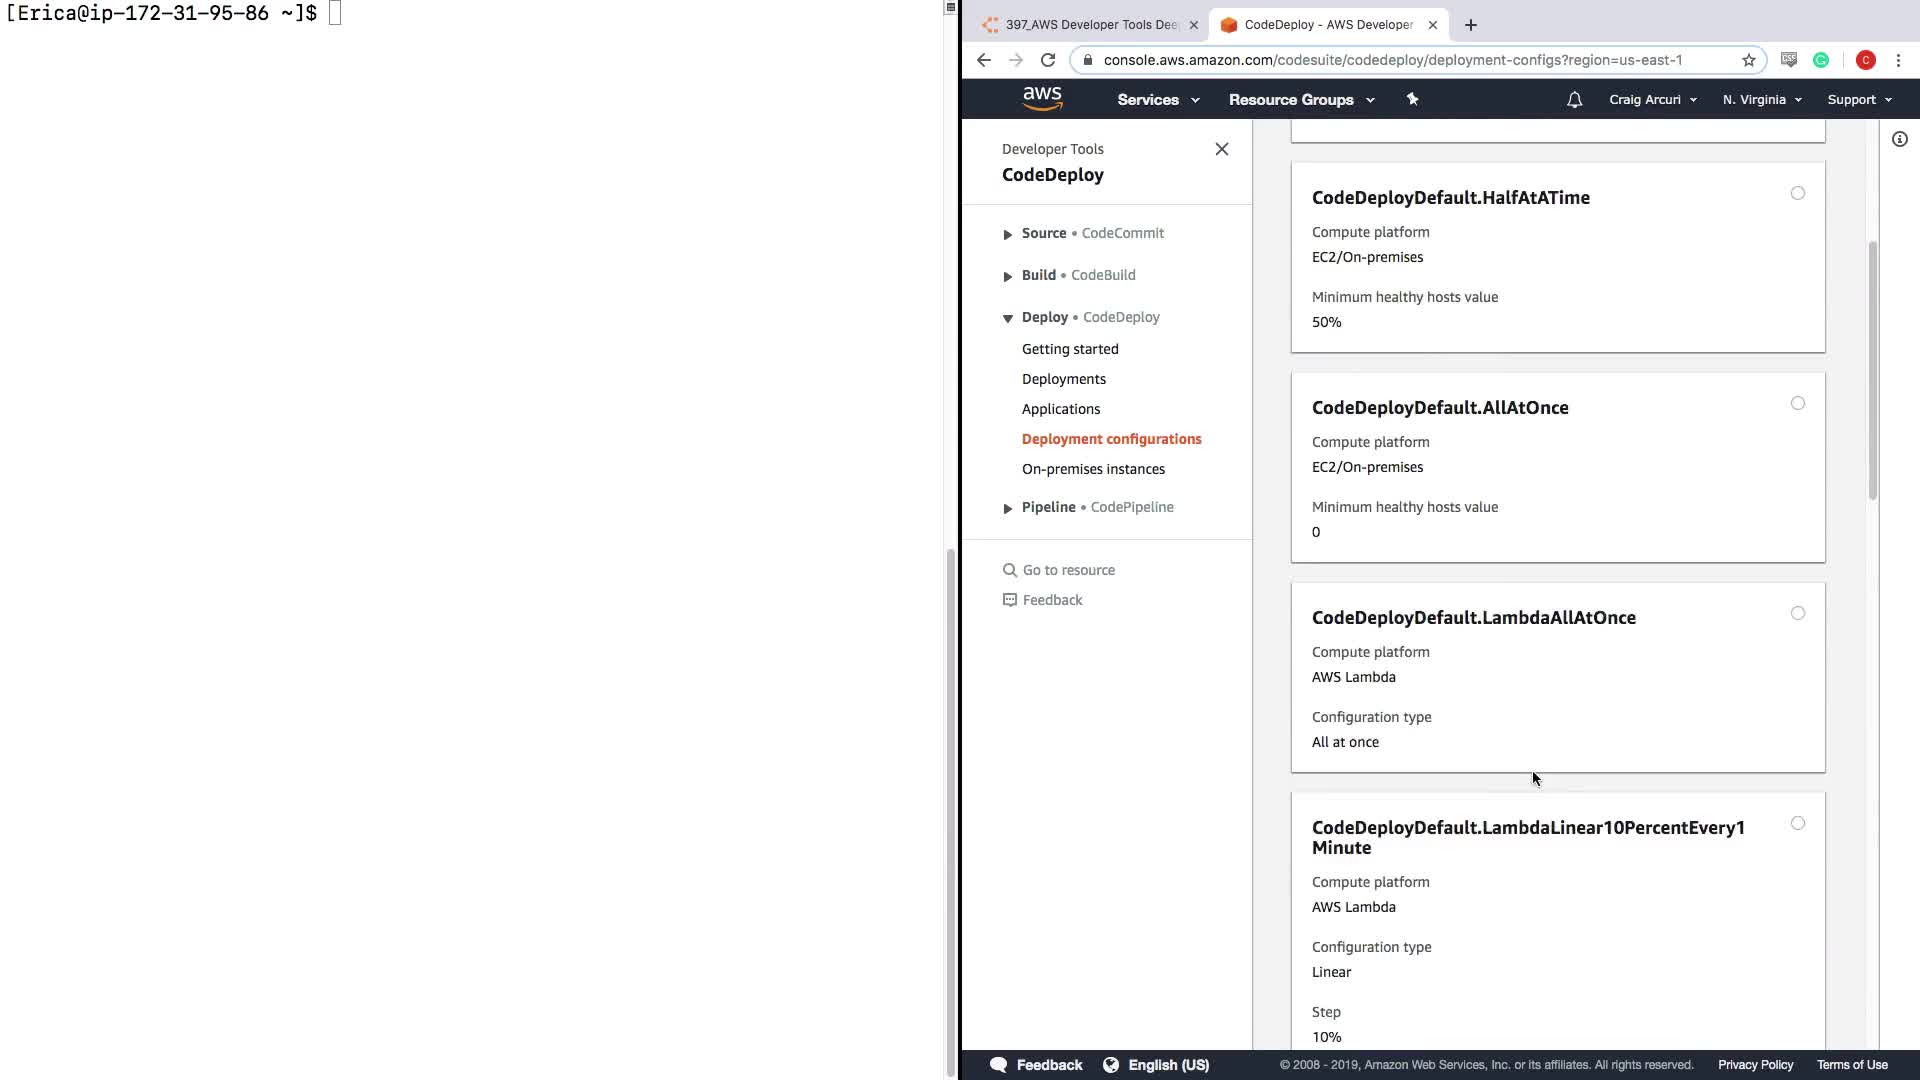 [Erica@ip-172-31-95-86 ~]$
397_AWS Developer Tools Dee
CodeDeploy - AWS Developer
console.aws.amazon.com/codesuite/codedeploy/deployment-configs?region=us-east-1
C
aws
Services
Resource Groups
Craig Arcuri
N. Virginia
Support
Developer Tools
CodeDeploy
Source • CodeCommit
Build • CodeBuild
Deploy • CodeDeploy
Getting started
Deployments
Applications
Deployment configurations
On-premises instances
Pipeline • CodePipeline
Go to resource
Feedback
CodeDeployDefault.HalfAtATime
Compute platform
EC2/On-premises
Minimum healthy hosts value
50%
CodeDeployDefault.AllAtOnce
Compute platform
EC2/On-premises
Minimum healthy hosts value
0
CodeDeployDefault.LambdaAllAtOnce
Compute platform
AWS Lambda
Configuration type
All at once
CodeDeployDefault.LambdaLinear10PercentEvery1
Minute
Compute platform
AWS Lambda
Configuration type
Linear
Step
10%
Feedback
English (US)
© 2008 - 2019, Amazon Web Services, Inc. or its affiliates. All rights reserved.
Privacy Policy
Terms of Use